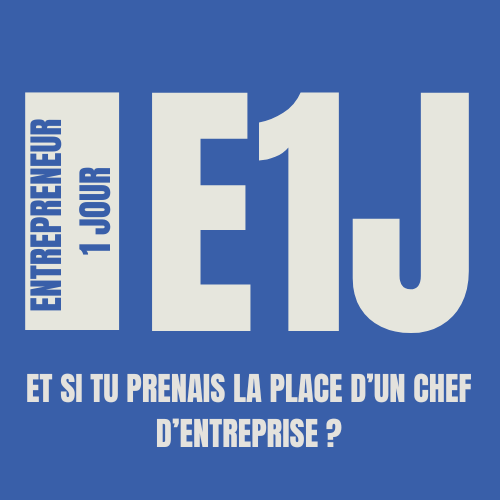 ENTREPRENEUR
1 JOUR
E1J
ET SI TU PRENAIS LA PLACE D'UN CHEF
D'ENTREPRISE ?